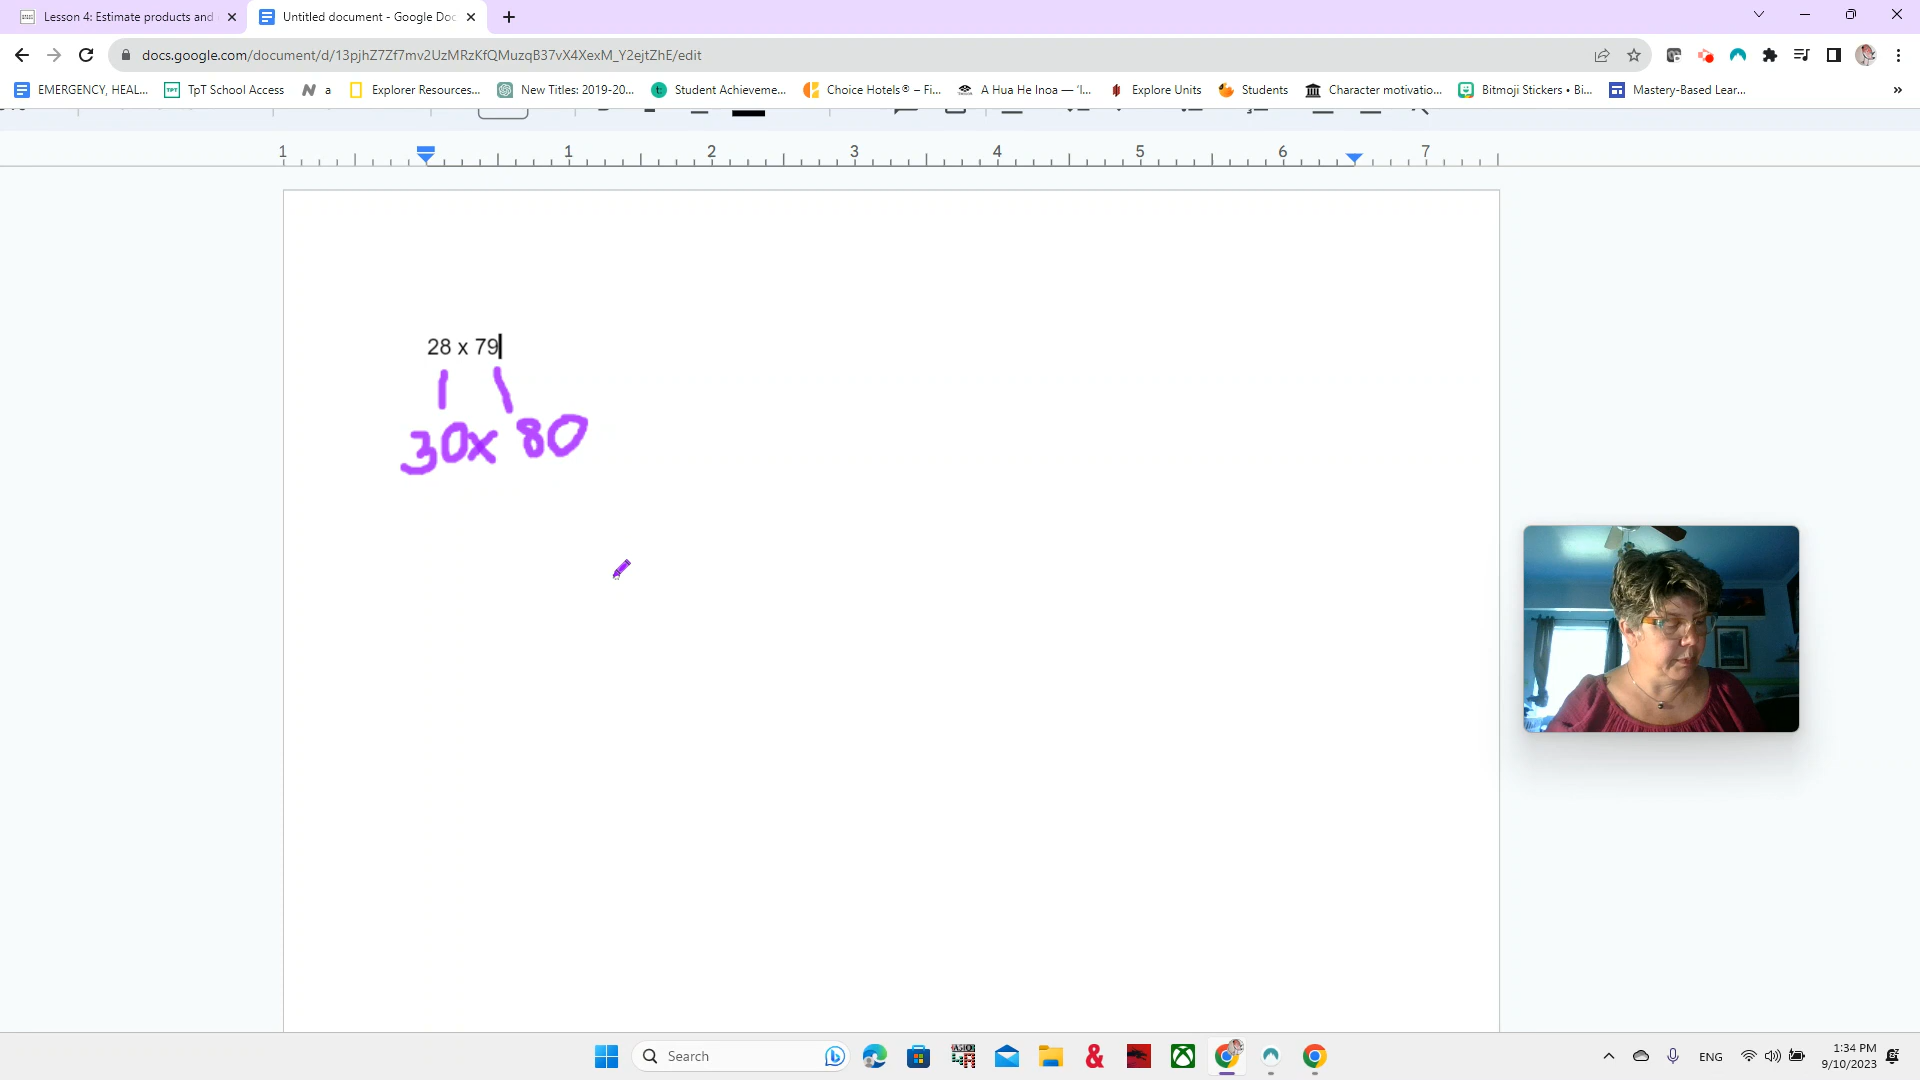 Lesson 4: Estimate products and
Untitled document - Google Doc
docs.google.com/document/d/13pjhZ7Zf7mv2UzMRzKfQMuzqB37vX4XexM_Y2ejtZhE/edit
EMERGENCY, HEAL... TpT School Access a Explorer Resources... New Titles: 2019-20... Student Achieveme... Choice Hotels® – Fi... A Hua He Inoa — 'I... Explore Units Students Character motivatio... Bitmoji Stickers • Bi... Mastery-Based Lear... »
1 1 2 3 4 5 6 7
28 x 79
30x 80
Search
ENG
1:34 PM
9/10/2023